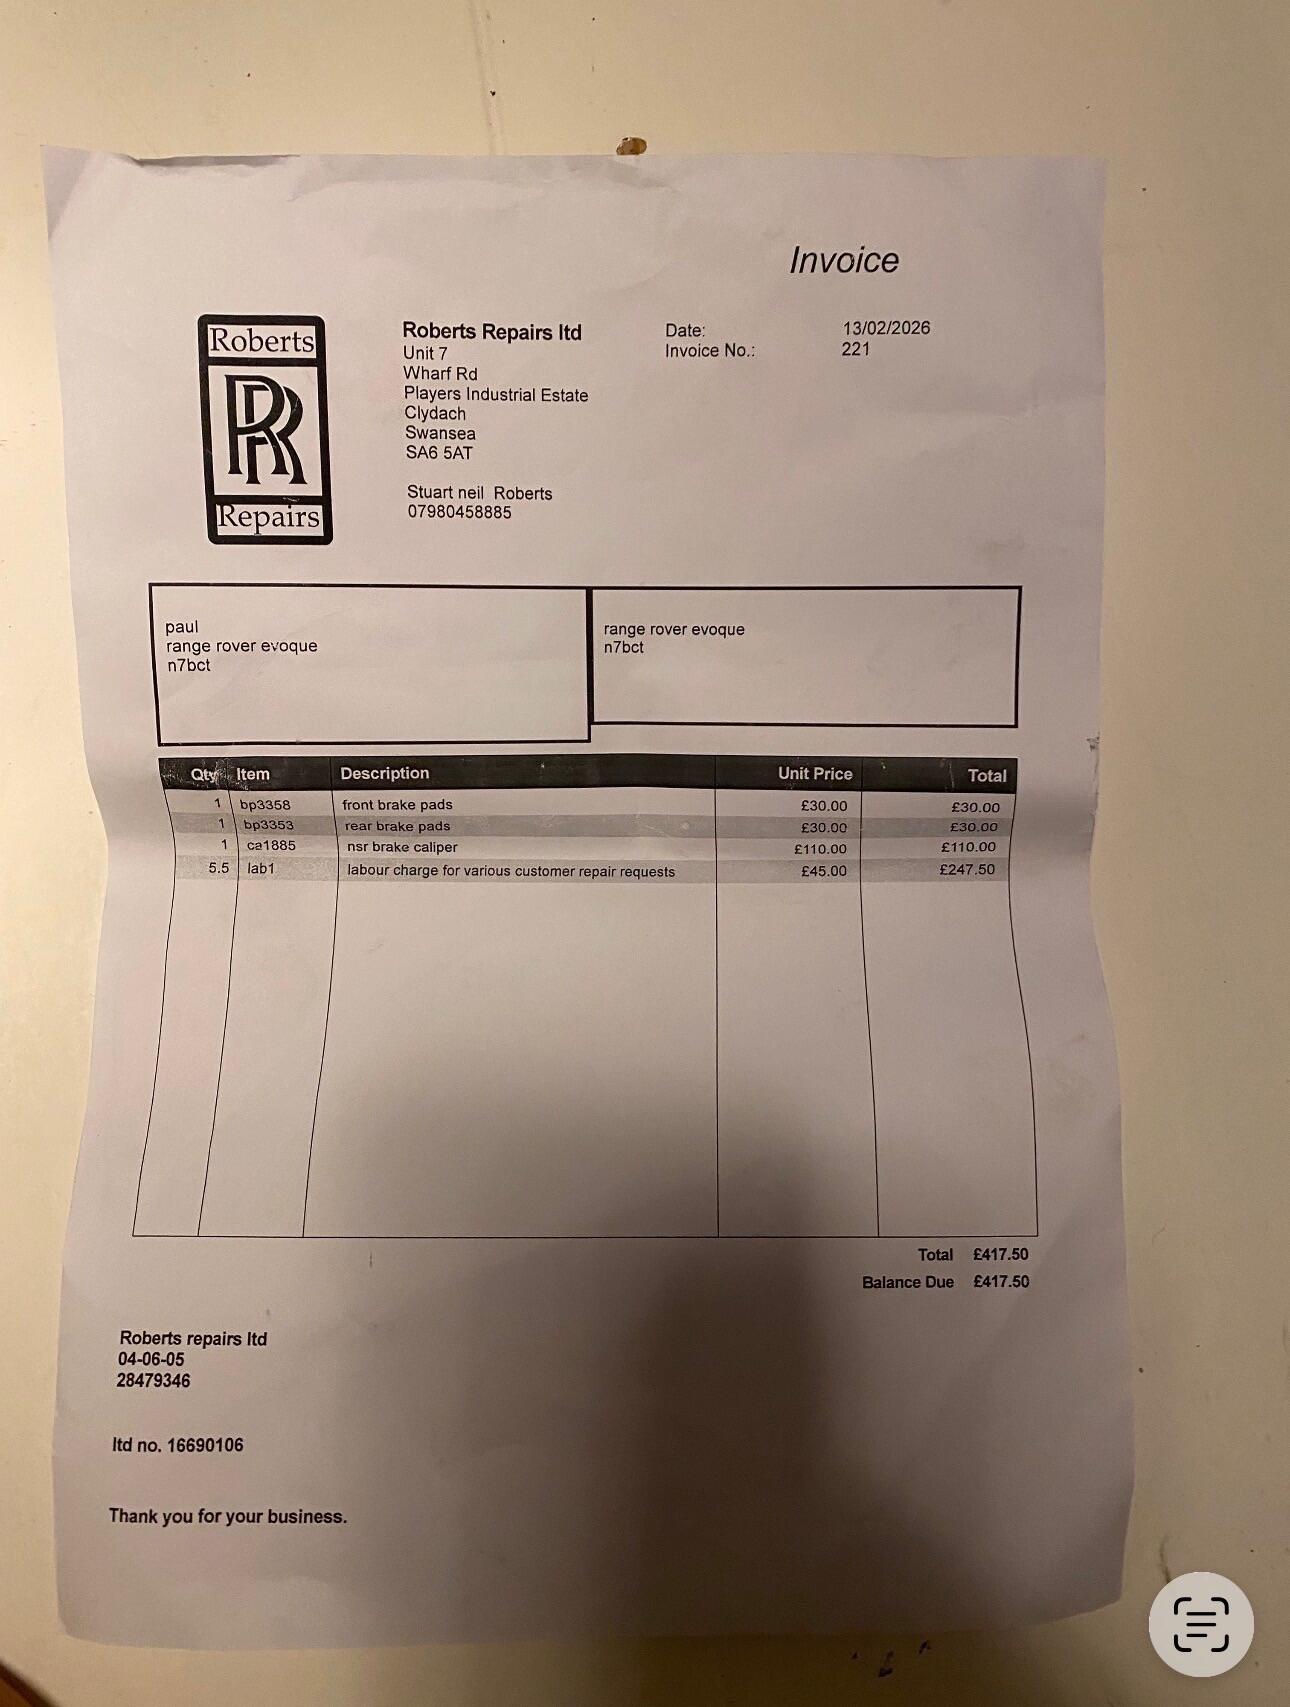 Invoice
Roberts
RR
Repairs
Roberts Repairs ltd
Unit 7
Wharf Rd
Players Industrial Estate
Clydach
Swansea
SA6 5AT
Stuart neil Roberts
07980458885
Date: 13/02/2026
Invoice No.: 221
paul
range rover evoque
n7bct
range rover evoque
n7bct
Qty Item Description Unit Price Total
1 bp3358 front brake pads £30.00 £30.00
1 bp3353 rear brake pads £30.00 £30.00
1 ca1885 nsr brake caliper £110.00 £110.00
5.5 lab1 labour charge for various customer repair requests £45.00 £247.50
Total £417.50
Balance Due £417.50
Roberts repairs ltd
04-06-05
28479346
ltd no. 16690106
Thank you for your business.